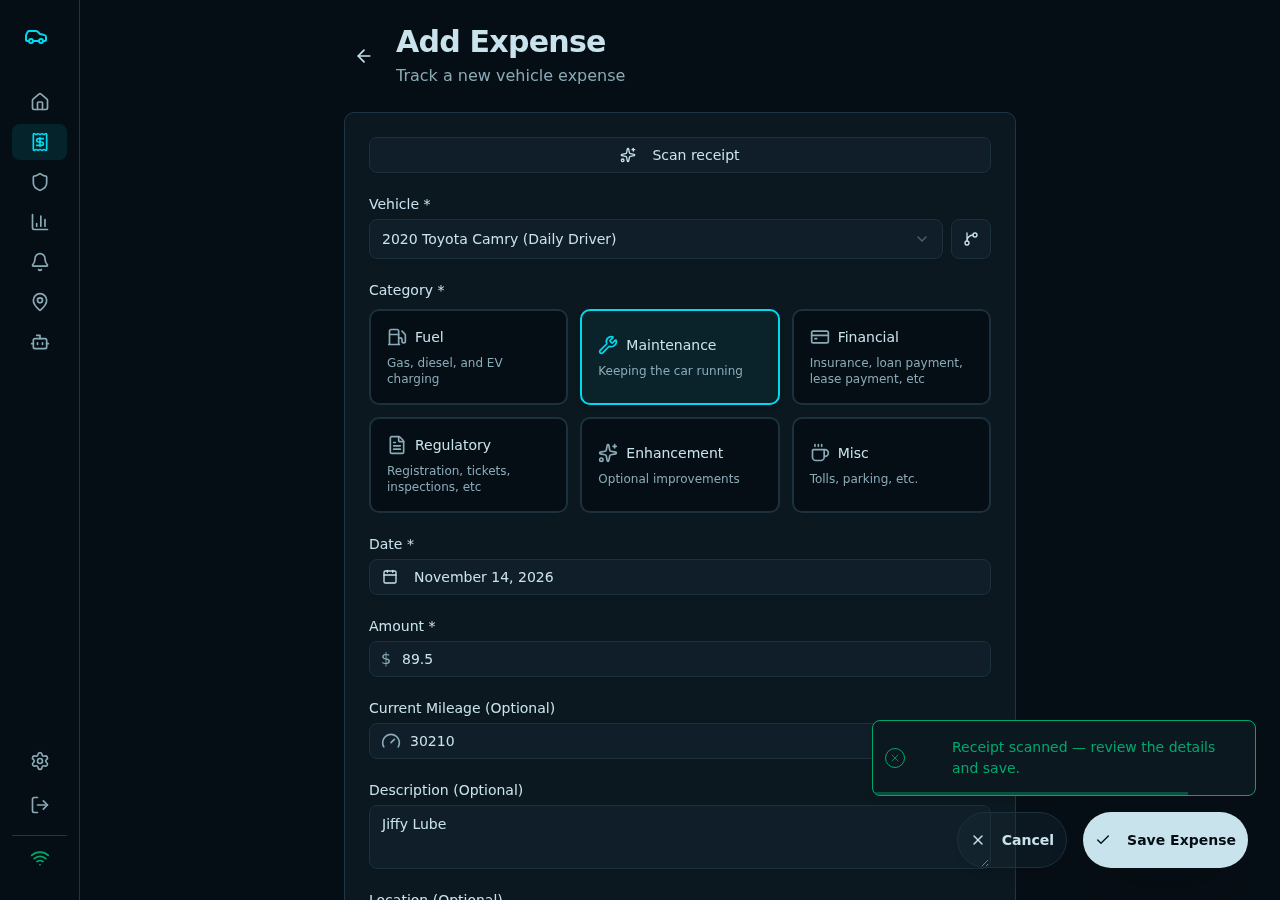 Add Expense
Track a new vehicle expense
Scan receipt
Vehicle *
2020 Toyota Camry (Daily Driver)
Category *
Fuel
Gas, diesel, and EV
charging
Maintenance
Keeping the car running
Financial
Insurance, loan payment,
lease payment, etc
Regulatory
Registration, tickets,
inspections, etc
Enhancement
Optional improvements
Misc
Tolls, parking, etc.
Date *
November 14, 2026
Amount *
$ 89.5
Current Mileage (Optional)
30210
Receipt scanned — review the details
and save.
Description (Optional)
Jiffy Lube
Cancel
Save Expense
Location (Optional)